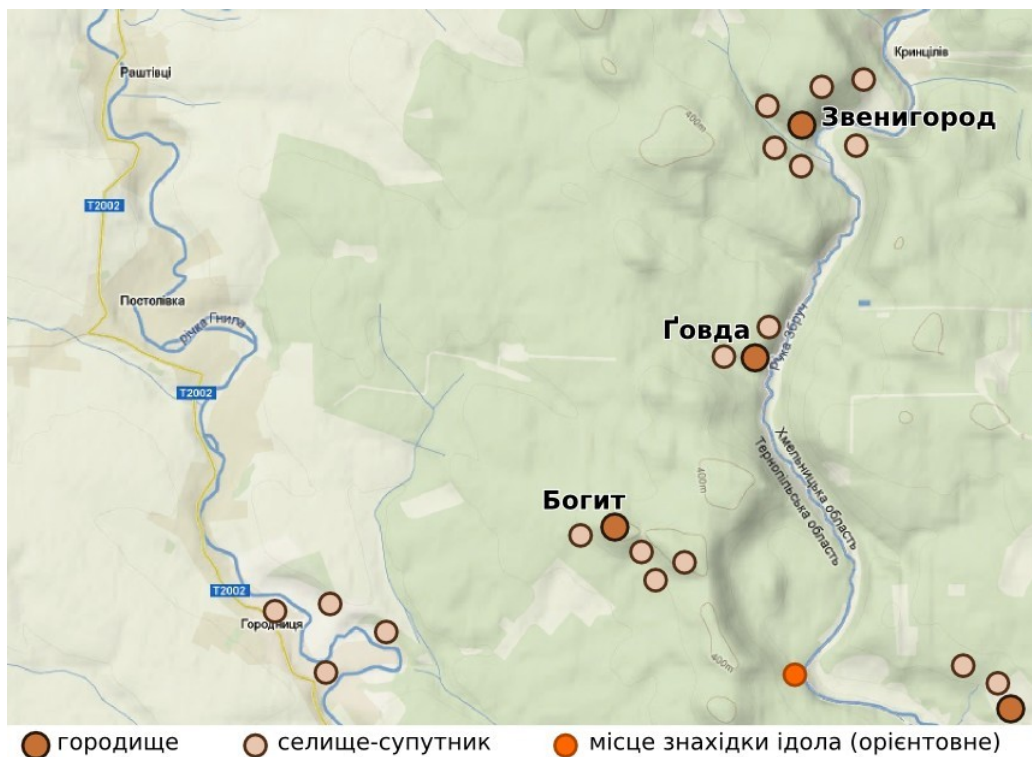 Раштівці
Кринцілів
400m
Звенигород
T2002
Постолівка
річка Гнила
Ґовда
Ріка Збруч
T2002
Хмельницька область
Тернопільська область
400m
Богит
T2002
Городниця
400m
городище
селище-супутник
місце знахідки ідола (орієнтовне)